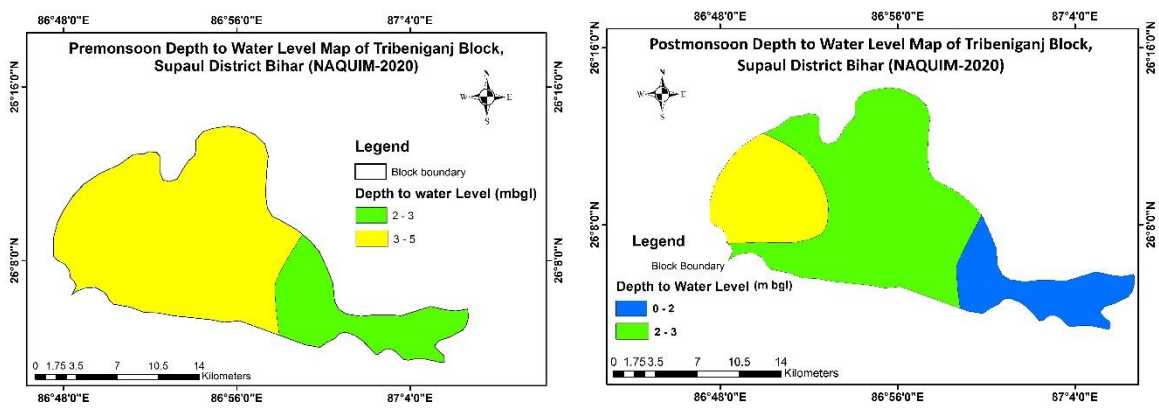 86°48'0"E 86°56'0"E 87°4'0"E
Premonsoon Depth to Water Level Map of Tribeniganj Block,
Supaul District Bihar (NAQUIM-2020)
26°16'0"N
26°16'0"N
N
W E
S
Legend
Block boundary
Depth to water Level (mbgl)
2 - 3
3 - 5
26°8'0"N
26°8'0"N
0 1.75 3.5 7 10.5 14
Kilometers
86°48'0"E 86°56'0"E 87°4'0"E
86°48'0"E 86°56'0"E 87°4'0"E
Postmonsoon Depth to Water Level Map of Tribeniganj Block,
Supaul District Bihar (NAQUIM-2020)
26°16'0"N
26°16'0"N
N
W E
S
26°8'0"N
26°8'0"N
Legend
Block Boundary
Depth to Water Level (m bgl)
0 - 2
2 - 3
0 1.75 3.5 7 10.5 14
Kilometers
86°48'0"E 86°56'0"E 87°4'0"E